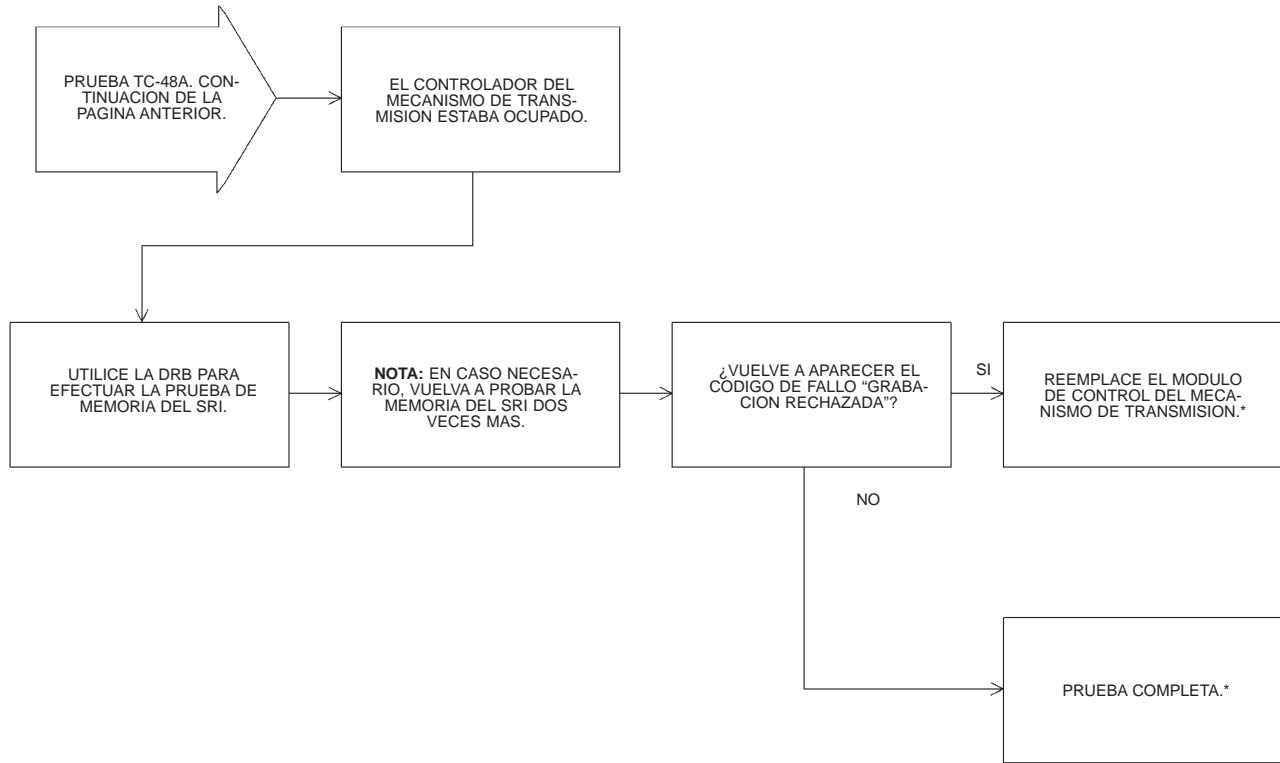 PRUEBA TC-48A. CON-
TINUACION DE LA
PAGINA ANTERIOR.
EL CONTROLADOR DEL
MECANISMO DE TRANS-
MISION ESTABA OCUPADO.
UTILICE LA DRB PARA
EFECTUAR LA PRUEBA DE
MEMORIA DEL SRI.
NOTA: EN CASO NECESA-
RIO, VUELVA A PROBAR LA
MEMORIA DEL SRI DOS
VECES MAS.
¿VUELVE A APARECER EL
CODIGO DE FALLO “GRABA-
CION RECHAZADA”?
SI
REEMPLACE EL MODULO
DE CONTROL DEL MECA-
NISMO DE TRANSMISION.*
NO
PRUEBA COMPLETA.*